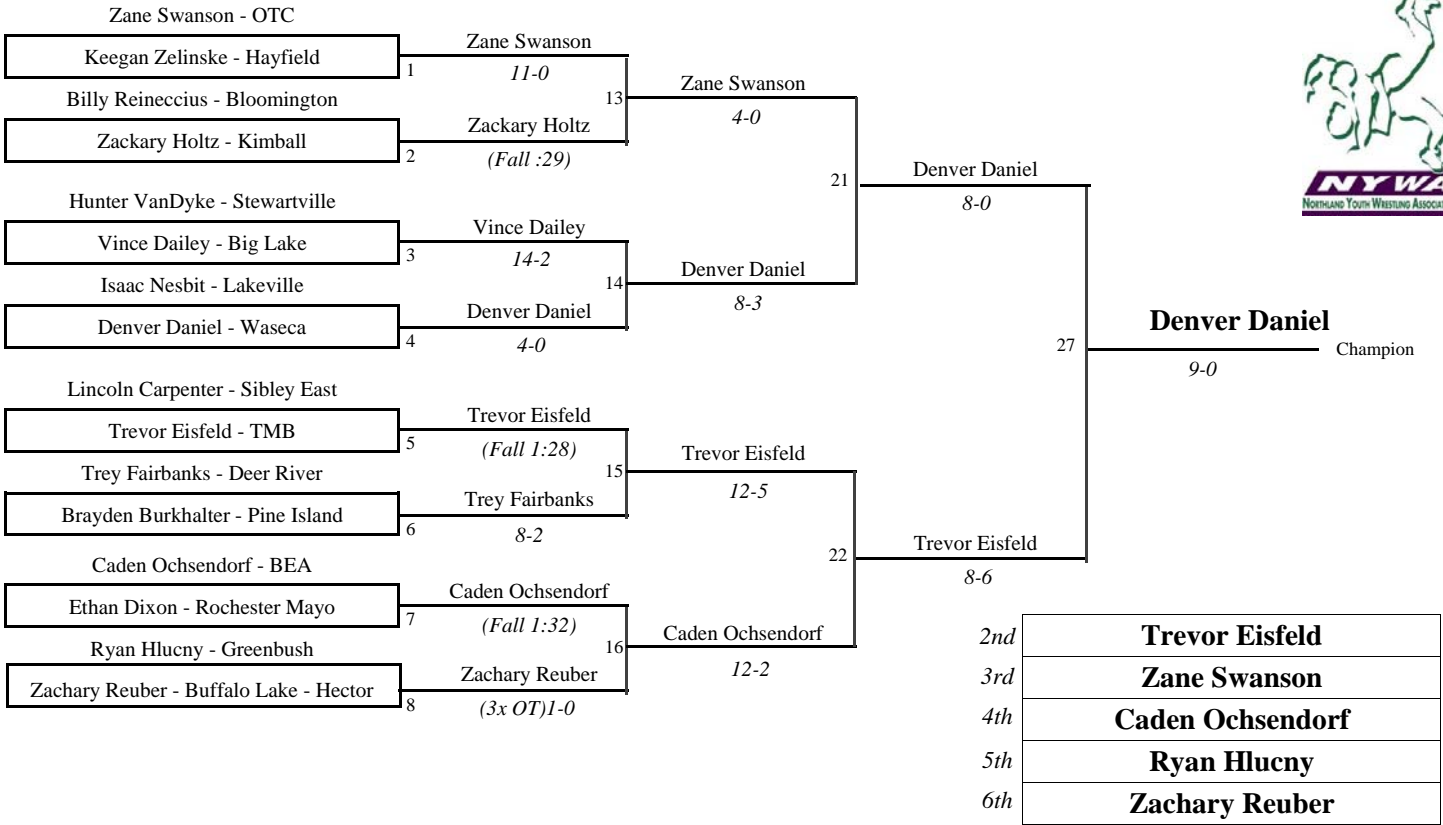 Zane Swanson - OTC
Keegan Zelinske - Hayfield
1
Billy Reineccius - Bloomington
Zackary Holtz - Kimball
2
Hunter VanDyke - Stewartville
Vince Dailey - Big Lake
3
Isaac Nesbit - Lakeville
Denver Daniel - Waseca
4
Lincoln Carpenter - Sibley East
Trevor Eisfeld - TMB
5
Trey Fairbanks - Deer River
Brayden Burkhalter - Pine Island
6
Caden Ochsendorf - BEA
Ethan Dixon - Rochester Mayo
7
Ryan Hlucny - Greenbush
Zachary Reuber - Buffalo Lake - Hector
8
Zane Swanson
11-0
13
Zackary Holtz
(Fall :29)
Vince Dailey
14-2
14
Denver Daniel
4-0
Trevor Eisfeld
(Fall 1:28)
15
Trey Fairbanks
8-2
Caden Ochsendorf
(Fall 1:32)
16
Zachary Reuber
(3x OT)1-0
Zane Swanson
4-0
21
Denver Daniel
8-3
Trevor Eisfeld
12-5
22
Caden Ochsendorf
12-2
Denver Daniel
8-0
27
Trevor Eisfeld
8-6
Denver Daniel
Champion
9-0
NYWA
Northland Youth Wrestling
2nd Trevor Eisfeld
3rd Zane Swanson
4th Caden Ochsendorf
5th Ryan Hlucny
6th Zachary Reuber